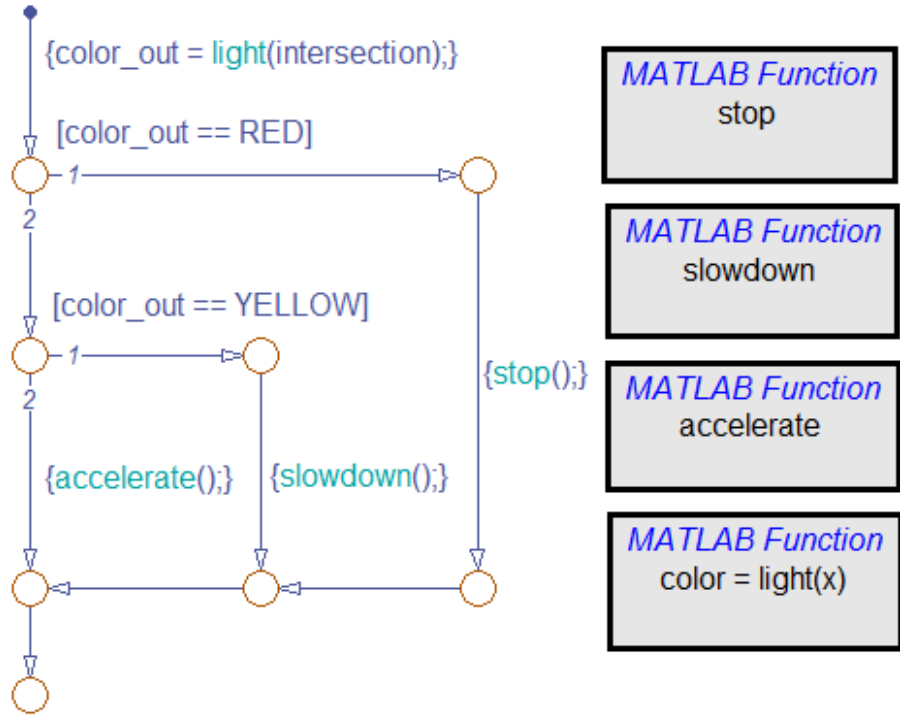 {color_out = light(intersection);}
[color_out == RED]
1
2
[color_out == YELLOW]
1
2
{stop();}
{accelerate();}
{slowdown();}
MATLAB Function
stop
MATLAB Function
slowdown
MATLAB Function
accelerate
MATLAB Function
color = light(x)